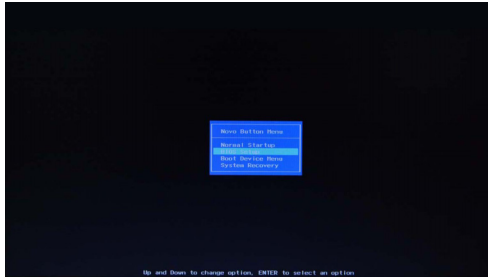 Novo Button Menu
Normal Startup
BIOS Setup
Boot Device Menu
System Recovery
Up and Down to change option, ENTER to select an option